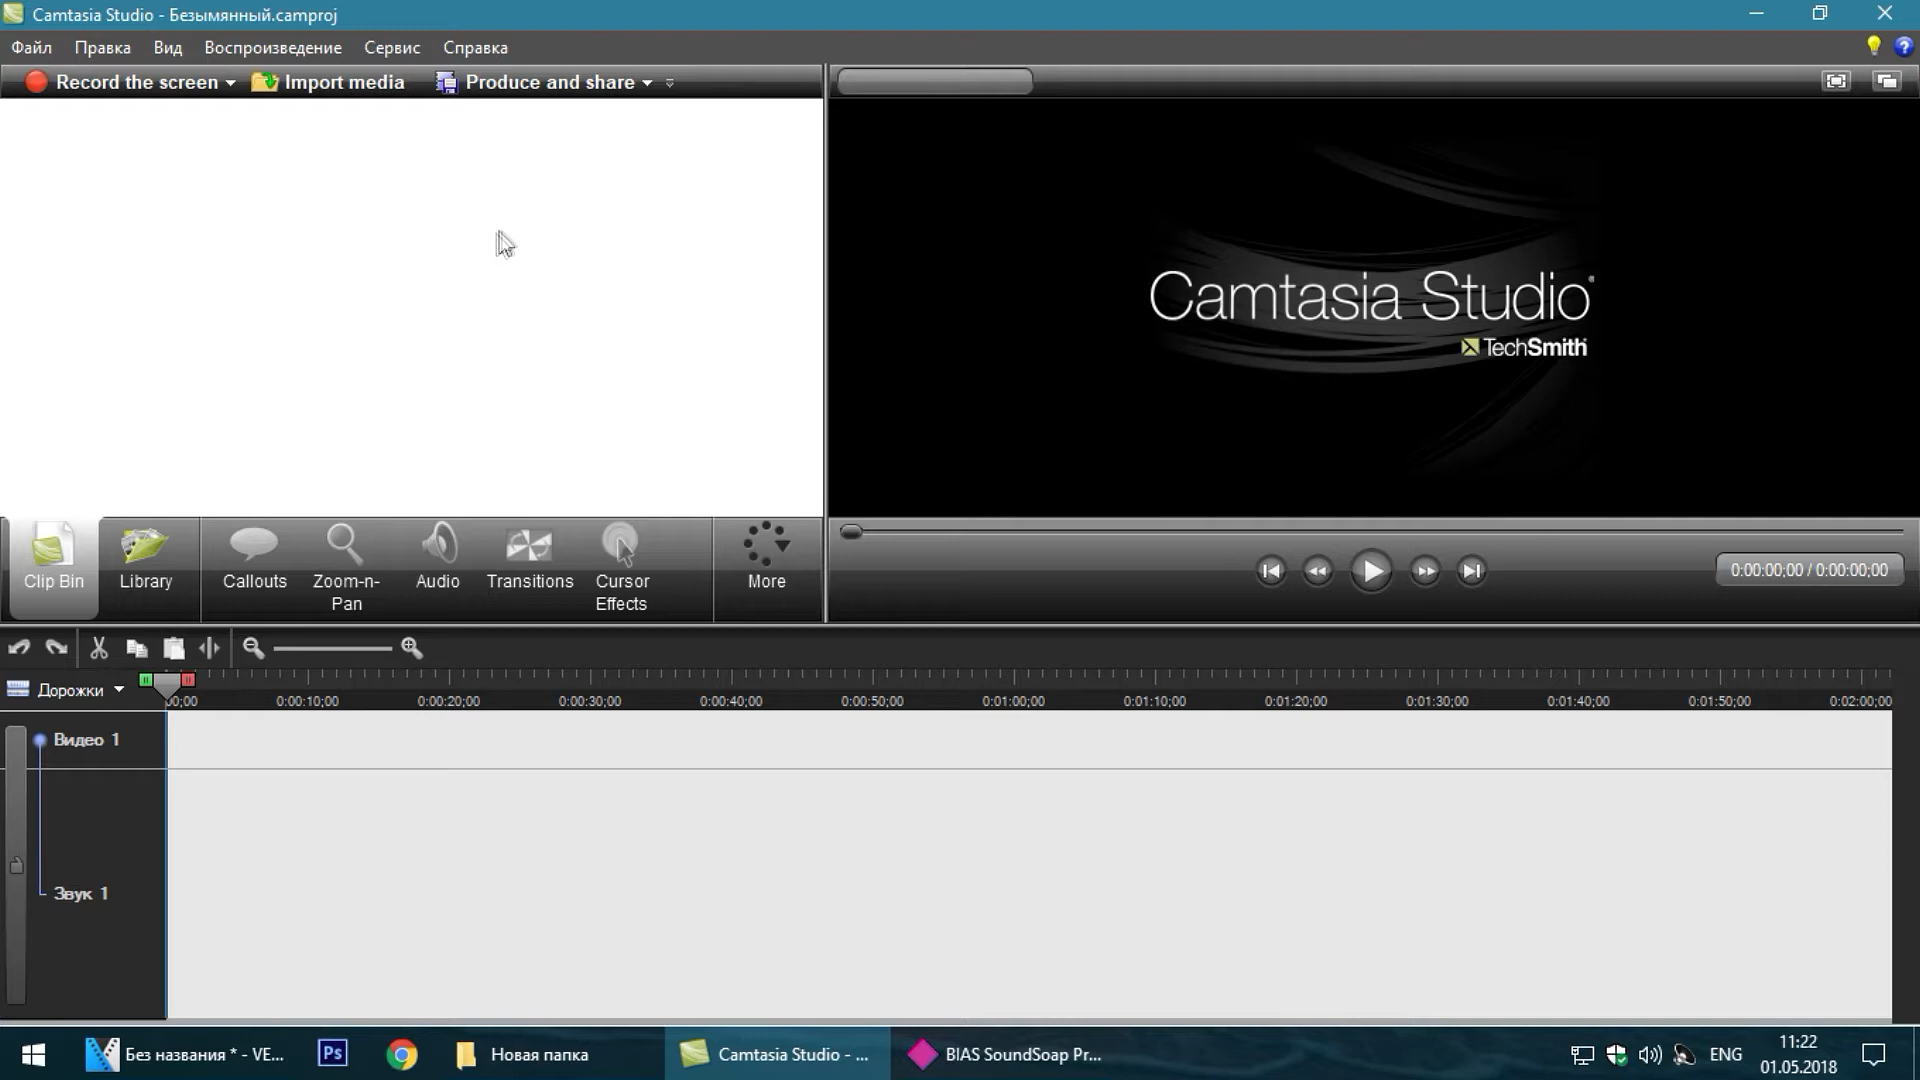 Camtasia Studio - Безымянный.camproj
Файл Правка Вид Воспроизведение Сервис Справка
Record the screen Import media Produce and share
Camtasia Studio
TechSmith
Clip Bin Library Callouts Zoom-n-Pan Audio Transitions Cursor Effects More
0:00:00;00 / 0:00:00;00
Дорожки
00;00 0:00:10;00 0:00:20;00 0:00:30;00 0:00:40;00 0:00:50;00 0:01:00;00 0:01:10;00 0:01:20;00 0:01:30;00 0:01:40;00 0:01:50;00 0:02:00;00
Видео 1
Звук 1
Без названия * - VE...
Ps
Новая папка
Camtasia Studio - ...
BIAS SoundSoap Pr...
ENG
11:22
01.05.2018